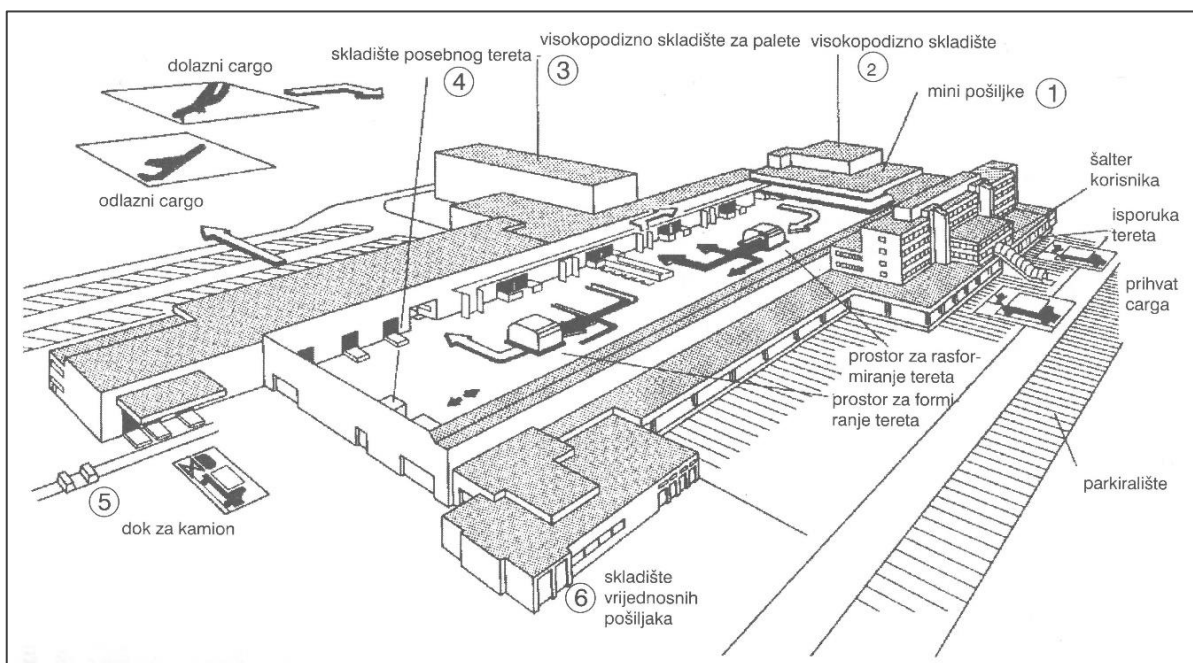 visokopodizno skladište za palete
3
visokopodizno skladište
2
skladište posebnog tereta
4
mini pošiljke 1
dolazni cargo
odlazni cargo
šalter
korisnika
isporuka
tereta
prihvat
carga
prostor za rasfor-
miranje tereta
prostor za formi
ranje tereta
parkiralište
5
dok za kamion
6
skladište
vrijednosnih
pošiljaka